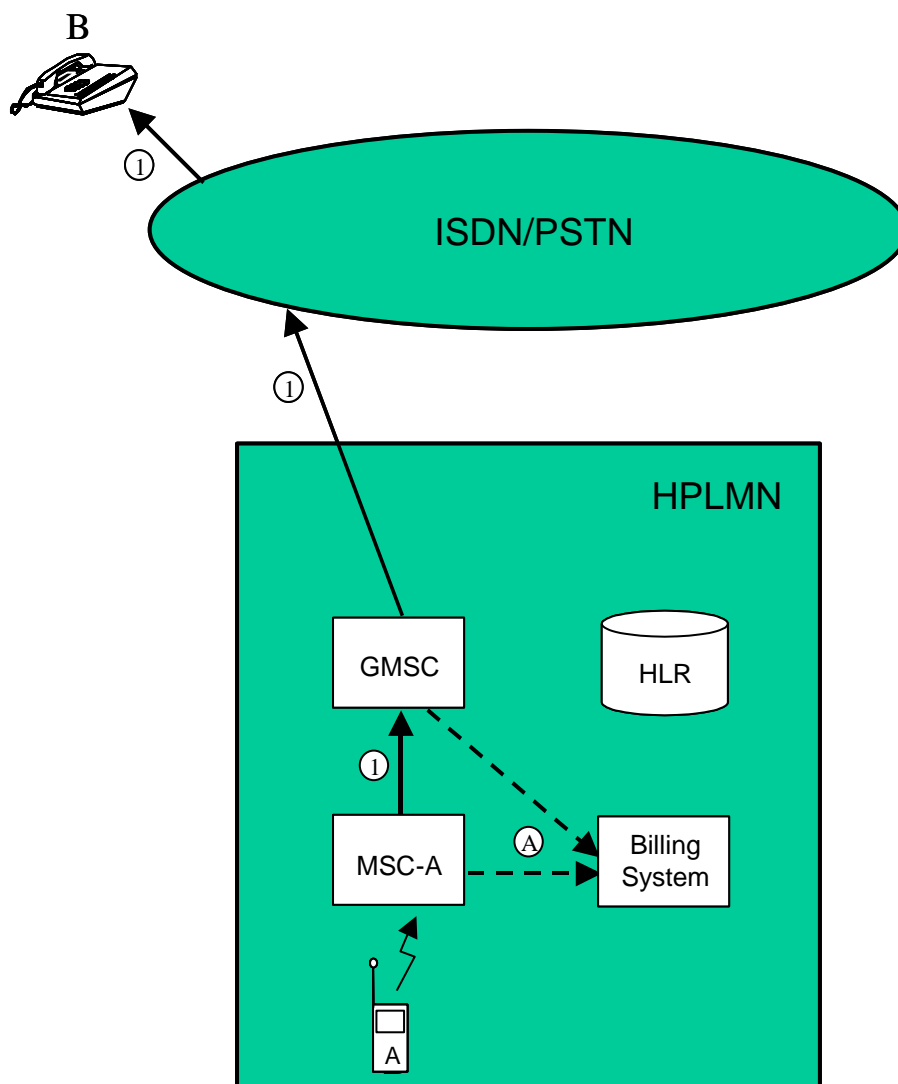 B
1
ISDN/PSTN
1
HPLMN
GMSC
HLR
1
A
MSC-A
Billing
System
A